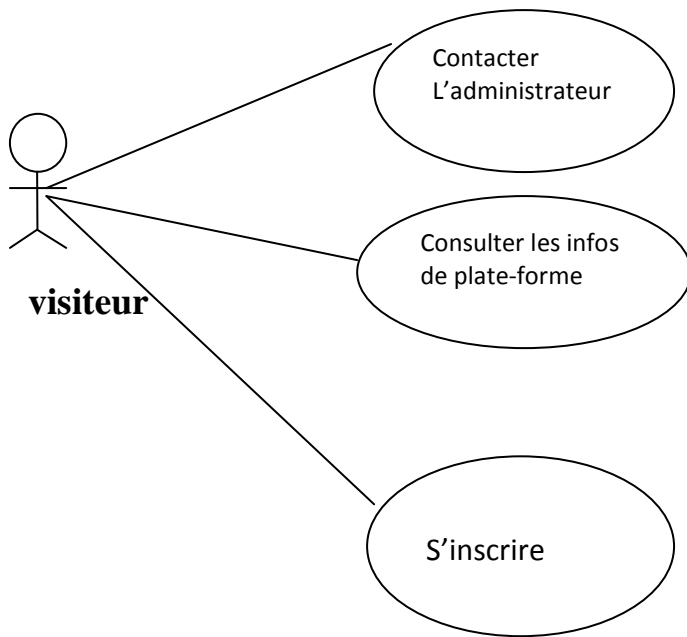 Contacter
L’administrateur
Consulter les infos
de plate-forme
visiteur
S’inscrire